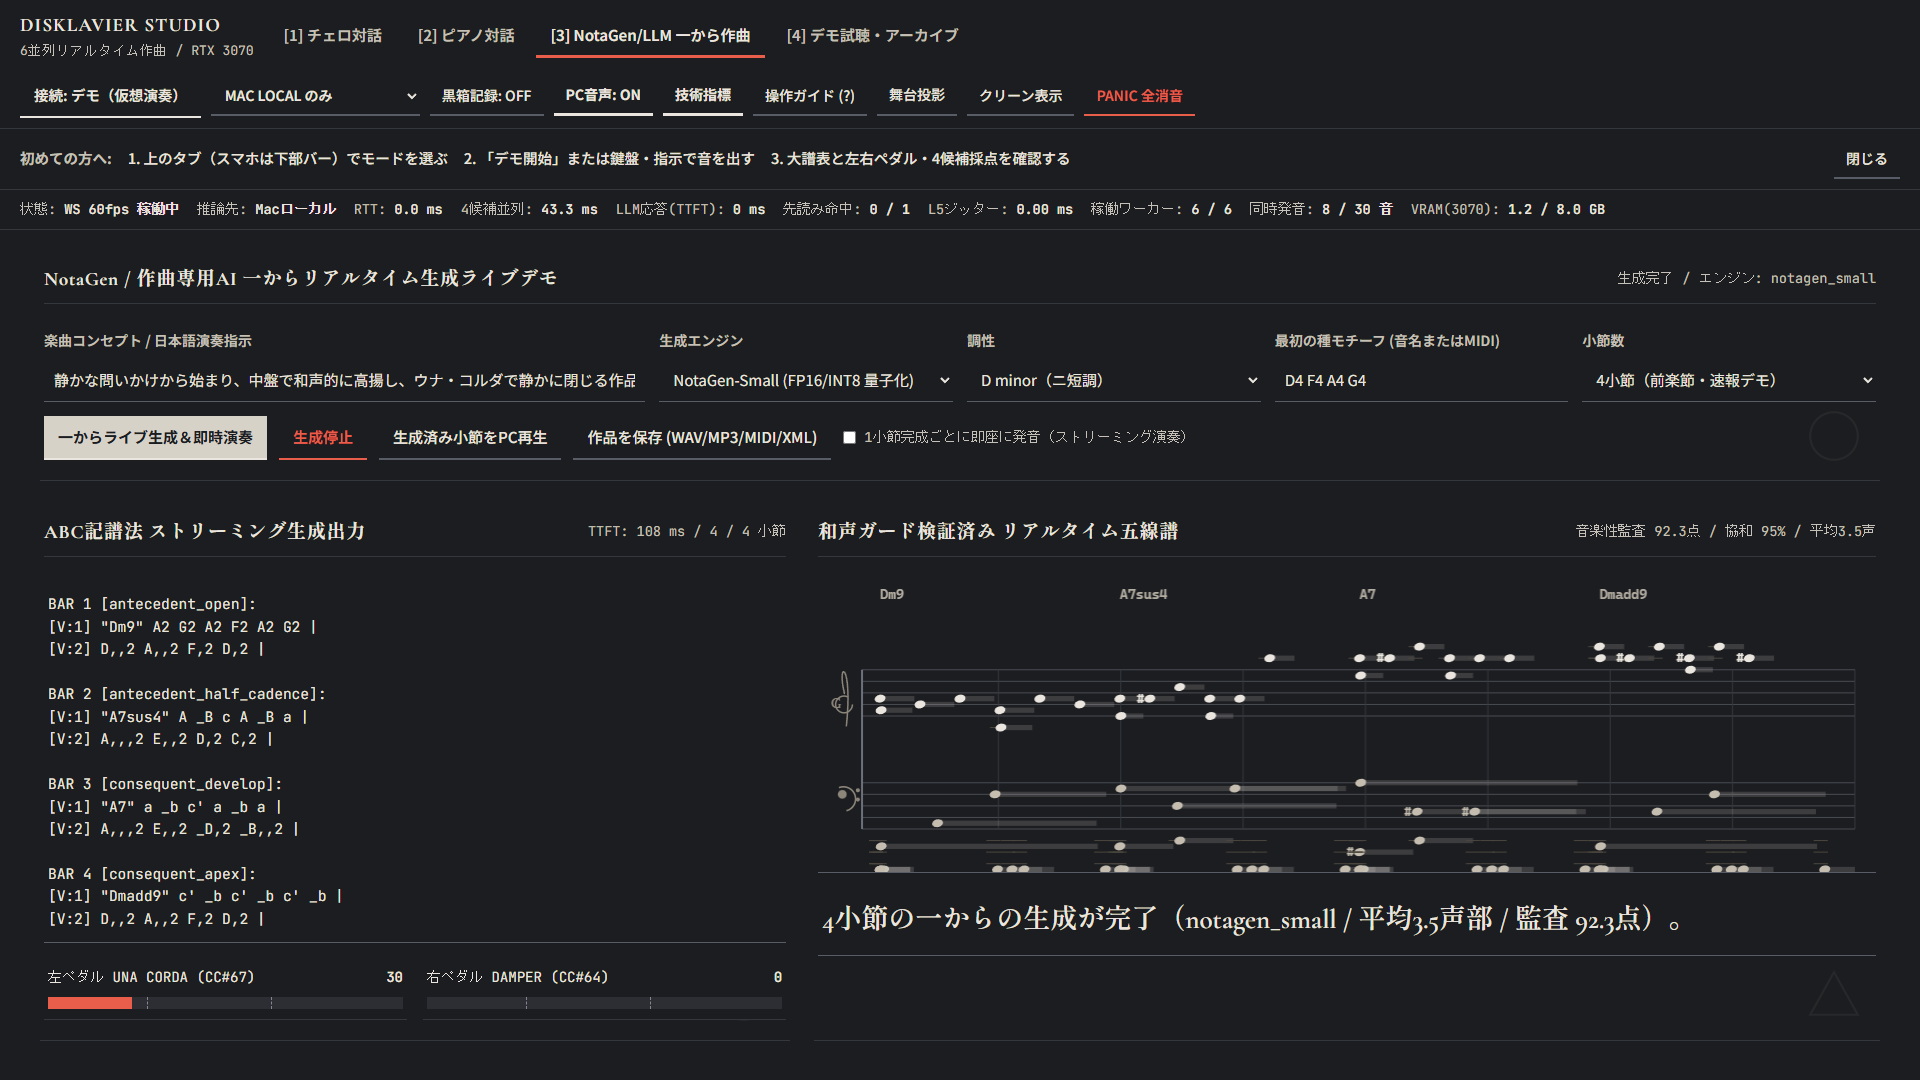 DISKLAVIER STUDIO
6並列リアルタイム作曲 / RTX 3070
[1] チェロ対話
[2] ピアノ対話
[3] NotaGen/LLM 一から作曲
[4] デモ試聴・アーカイブ
接続: デモ（仮想演奏）
MAC LOCAL のみ
黒箱記録: OFF
PC音声: ON
技術指標
操作ガイド (?)
舞台投影
クリーン表示
PANIC 全消音
初めての方へ: 1. 上のタブ（スマホは下部バー）でモードを選ぶ 2. 「デモ開始」または鍵盤・指示で音を出す 3. 大譜表と左右ペダル・4候補採点を確認する
閉じる
状態: WS 60fps 稼働中 推論先: Macローカル RTT: 0.0 ms 4候補並列: 43.3 ms LLM応答(TTFT): 0 ms 先読み命中: 0 / 1 L5ジッター: 0.00 ms 稼働ワーカー: 6 / 6 同時発音: 8 / 30 音 VRAM(3070): 1.2 / 8.0 GB
NotaGen / 作曲専用AI 一からリアルタイム生成ライブデモ
生成完了 / エンジン: notagen_small
楽曲コンセプト / 日本語演奏指示
生成エンジン
調性
最初の種モチーフ (音名またはMIDI)
小節数
静かな問いかけから始まり、中盤で和声的に高揚し、ウナ・コルダで静かに閉じる作品
NotaGen-Small (FP16/INT8 量子化)
D minor（ニ短調）
D4 F4 A4 G4
4小節（前楽節・速報デモ）
一からライブ生成＆即時演奏
生成停止
生成済み小節をPC再生
作品を保存 (WAV/MP3/MIDI/XML)
1小節完成ごとに即座に発音（ストリーミング演奏）
ABC記譜法 ストリーミング生成出力
TTFT: 108 ms / 4 / 4 小節
BAR 1 [antecedent_open]:
[V:1] "Dm9" A2 G2 A2 F2 A2 G2 |
[V:2] D,,2 A,,2 F,2 D,2 |
BAR 2 [antecedent_half_cadence]:
[V:1] "A7sus4" A _B c A _B a |
[V:2] A,,,2 E,,2 D,2 C,2 |
BAR 3 [consequent_develop]:
[V:1] "A7" a _b c' a _b a |
[V:2] A,,,2 E,,2 _D,2 _B,,2 |
BAR 4 [consequent_apex]:
[V:1] "Dmadd9" c' _b c' _b c' _b |
[V:2] D,,2 A,,2 F,2 D,2 |
左ペダル UNA CORDA (CC#67) 30
右ペダル DAMPER (CC#64) 0
和声ガード検証済み リアルタイム五線譜
音楽性監査 92.3点 / 協和 95% / 平均3.5声
Dm9
A7sus4
A7
Dmadd9
4小節の一からの生成が完了（notagen_small / 平均3.5声部 / 監査 92.3点）。